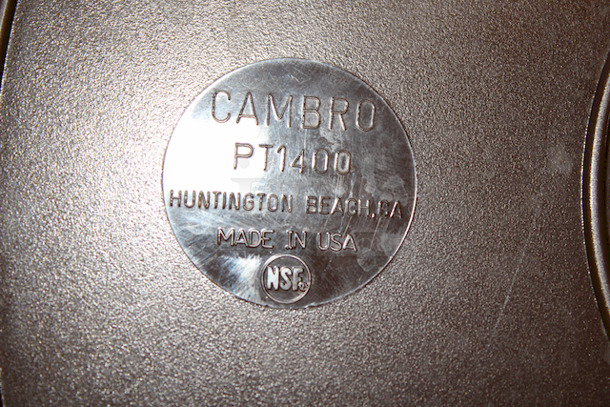 CAMBRO
PT1400
HUNTINGTON BEACH, CA
MADE IN USA
NSF®